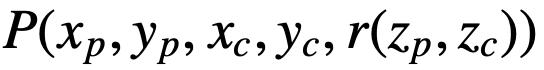 P(x_p, y_p, x_c, y_c, r(z_p, z_c))